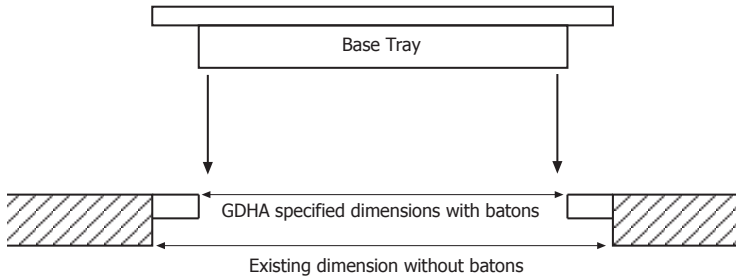 Base Tray
GDHA specified dimensions with batons
Existing dimension without batons